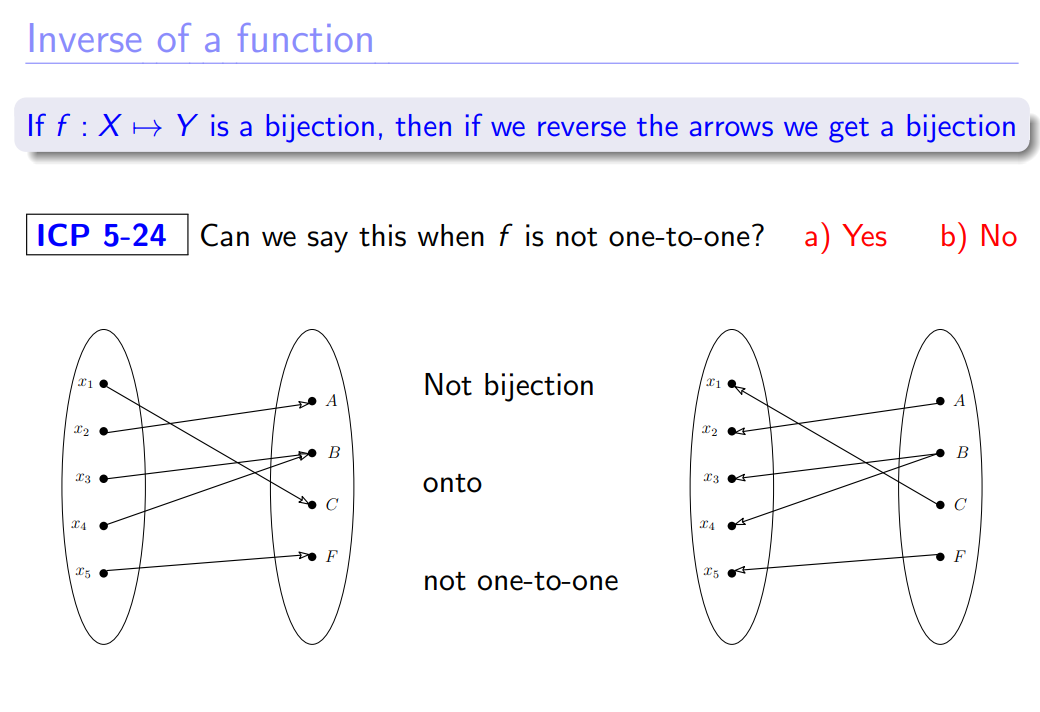 Inverse of a function
If f : X ↦ Y is a bijection, then if we reverse the arrows we get a bijection
ICP 5-24 Can we say this when f is not one-to-one? a) Yes b) No
x₁
x₂
x₃
x₄
x₅
A
B
C
F
Not bijection
onto
not one-to-one
x₁
x₂
x₃
x₄
x₅
A
B
C
F